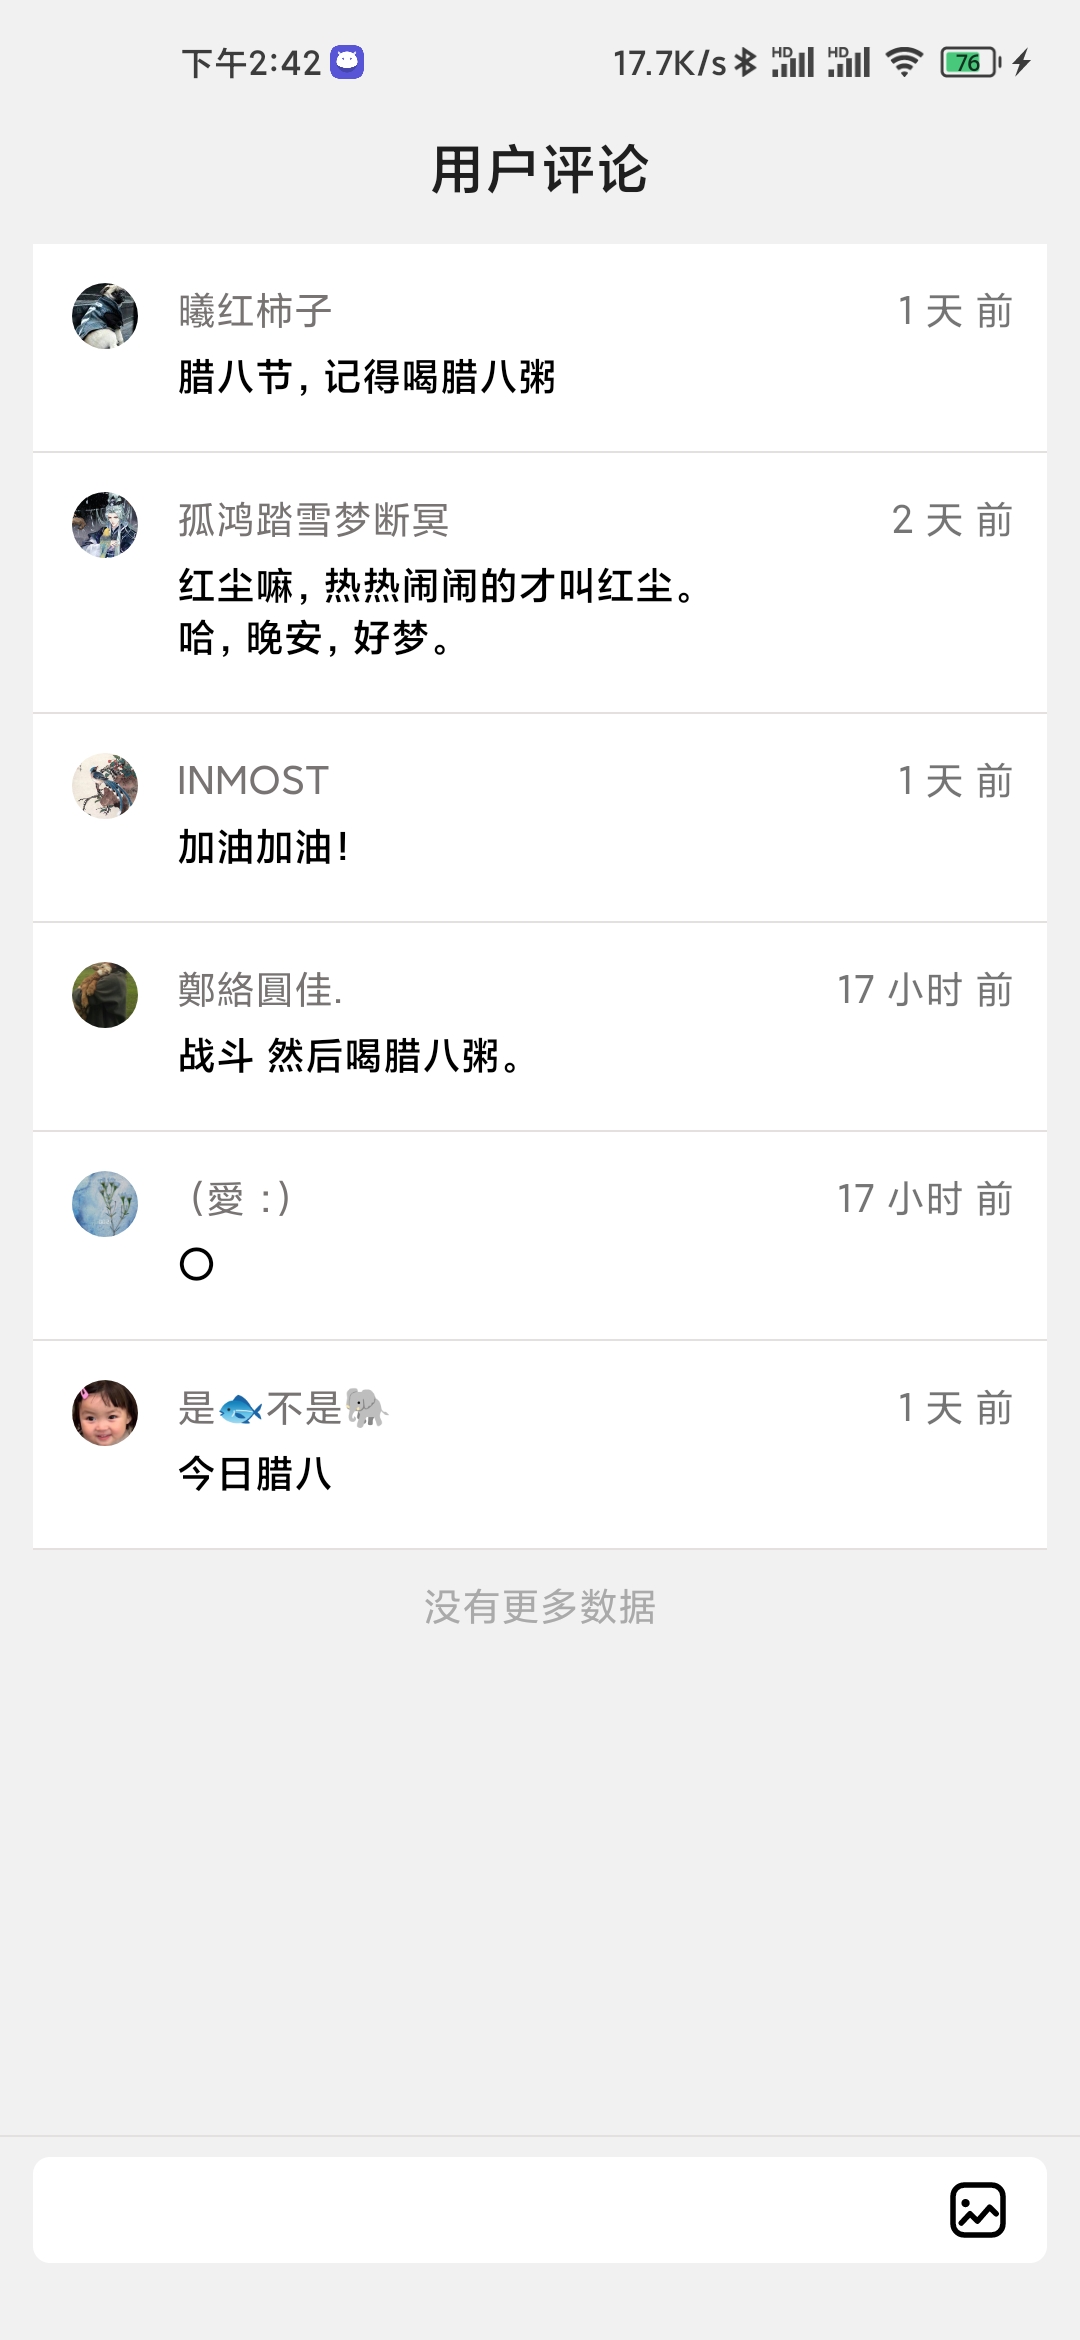 下午2:42 17.7K/s HD HD 76
用户评论
曦红柿子 1 天 前
腊八节，记得喝腊八粥
孤鸿踏雪梦断冥 2 天 前
红尘嘛，热热闹闹的才叫红尘。
哈，晚安，好梦。
INMOST 1 天 前
加油加油！
鄭絡圓佳. 17 小时 前
战斗 然后喝腊八粥。
（愛 :） 17 小时 前
〇
是🐟不是🐘 1 天 前
今日腊八
没有更多数据